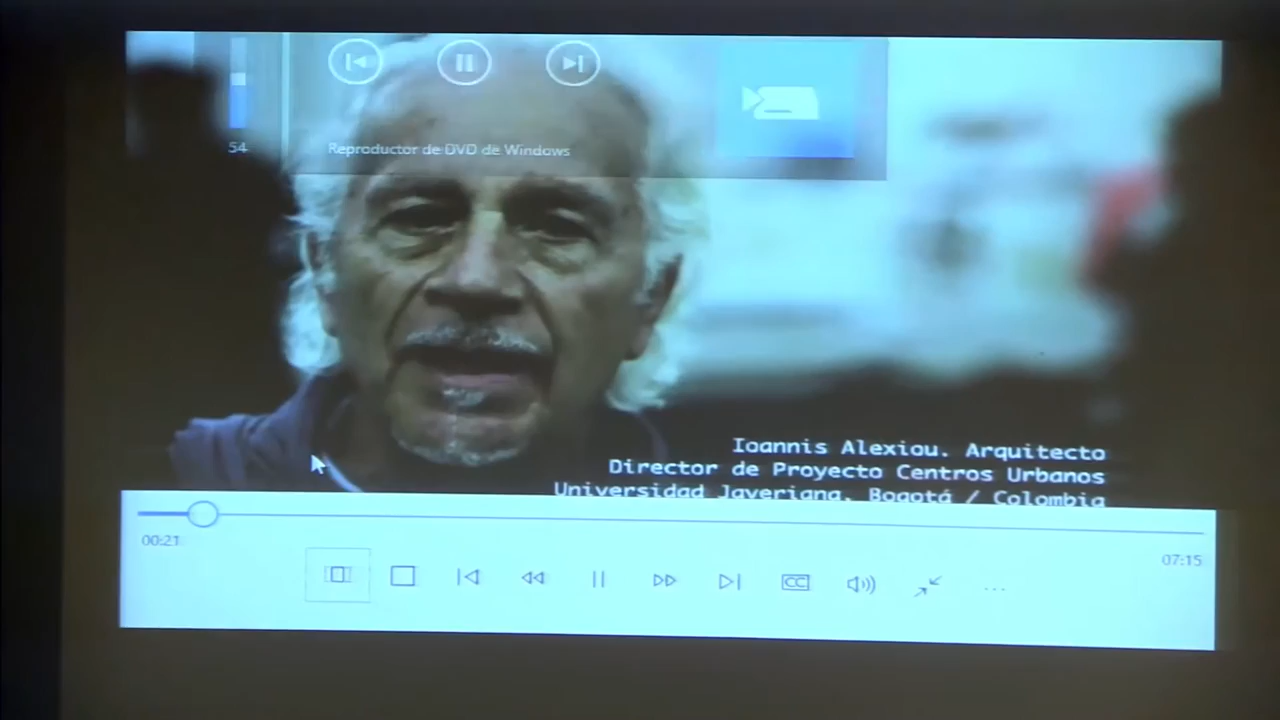 54
Reproductor de DVD de Windows
Ioannis Alexiou. Arquitecto
Director de Proyecto Centros Urbanos
Universidad Javeriana. Bogotá / Colombia
00:21
07:15
CC